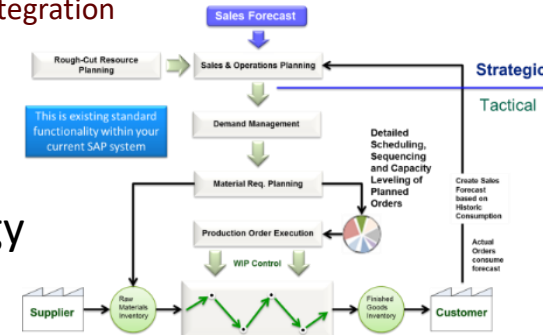 tegration
Sales Forecast
Rough-Cut Resource
Planning
Sales & Operations Planning
Strategic
Tactical
This is existing standard
functionality within your
current SAP system
Demand Management
Detailed
Scheduling,
Sequencing
and Capacity
Leveling of
Planned
Orders
Material Req. Planning
Create Sales
Forecast
based on
Historic
Consumption
Production Order Execution
gy
Actual
Orders
consume
forecast
WIP Control
Supplier
Raw
Materials
Inventory
Finished
Goods
Inventory
Customer